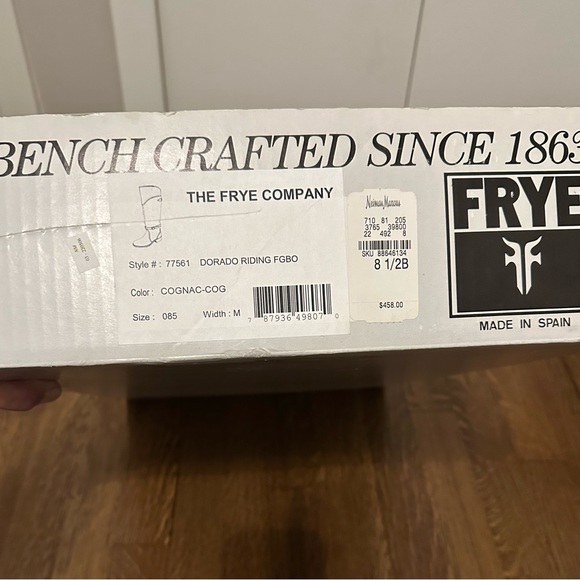 BENCH CRAFTED SINCE 1863
THE FRYE COMPANY
Style # : 77561 DORADO RIDING FGBO
Color : COGNAC-COG
Size : 085 Width : M
7 87936 49807 0
Neiman Marcus
710 81 205
3765 39800
22 492 8
SKU 88646134
8 1/2B
$458.00
FRYE
MADE IN SPAIN